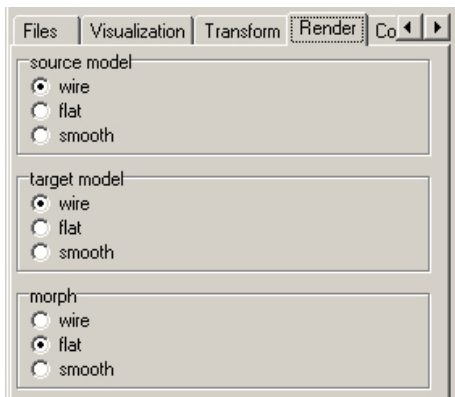 Files Visualization Transform Render Co
source model
wire
flat
smooth
target model
wire
flat
smooth
morph
wire
flat
smooth